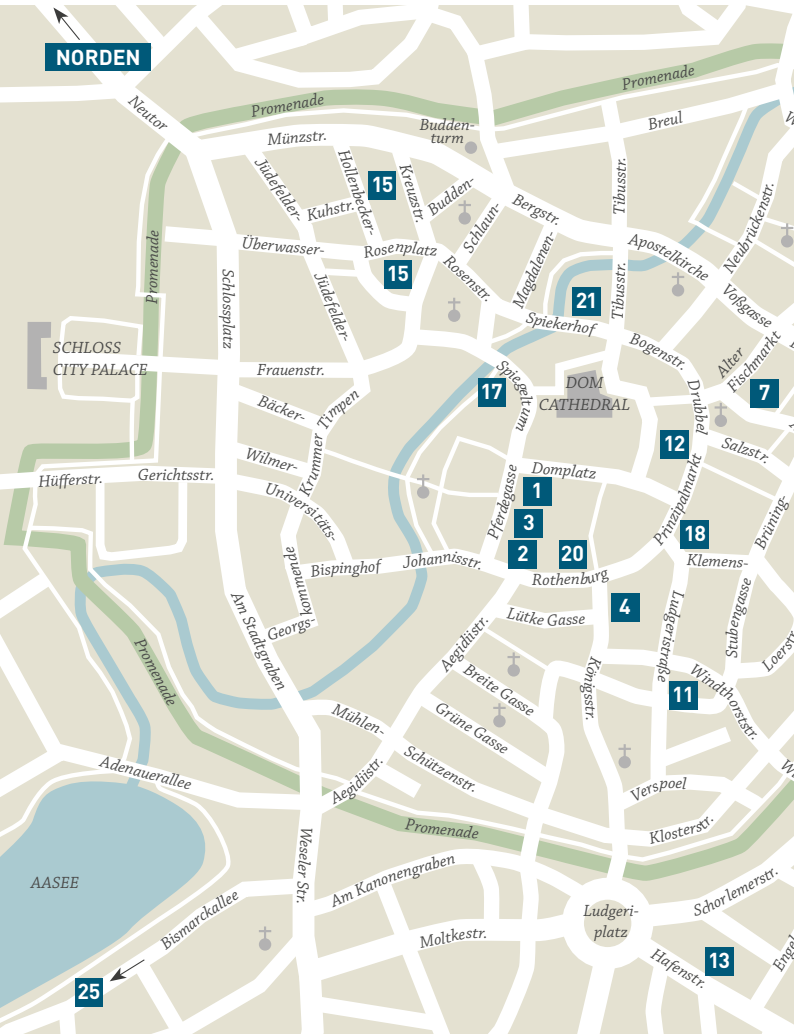 NORDEN
Neutor
Promenade
Promenade
Münzstr.
Budden-
turm
Breul
Jüdefelder-
Hollenbecker-
15
Kreuzstr.
Kuhstr.
Budden-
Schlaun-
Bergstr.
Tibusstr.
Neubrückenstr.
Promenade
Überwasser-
Rosenplatz
Magdalenen-
Apostelkirche
Schlossplatz
Jüdefelder-
15
Rosenstr.
21
Tibusstr.
Voßgasse
Spiekerhof
Bogenstr.
Alter
Fischmarkt
SCHLOSS
CITY PALACE
Frauenstr.
Spiegelturm
17
DOM
CATHEDRAL
Drubbel
7
Bäcker-
Krummer Timpen
12
Salzstr.
Wilmer-
Hüfferstr.
Gerichtsstr.
Universitäts-
Pferdegasse
Domplatz
1
Prinzipalmarkt
Brüning-
3
18
2
20
Klemens-
Bispinghof
Johannisstr.
Rothenburg
kommende
Georgs-
Am Stadtgraben
4
Lütke Gasse
Ludgeristraße
Stubengasse
Loerstr
Aegidiistr.
Promenade
Breite Gasse
Königsstr.
11
Windthorststr.
Grüne Gasse
Mühlen-
Schützenstr.
Adenauerallee
Aegidiistr.
Verspoel
Promenade
Klosterstr.
Weseler Str.
AASEE
Am Kanonengraben
Schorlemerstr.
Bismarckallee
Ludgeri-
platz
Moltkestr.
Hafenstr.
13
Engel
25